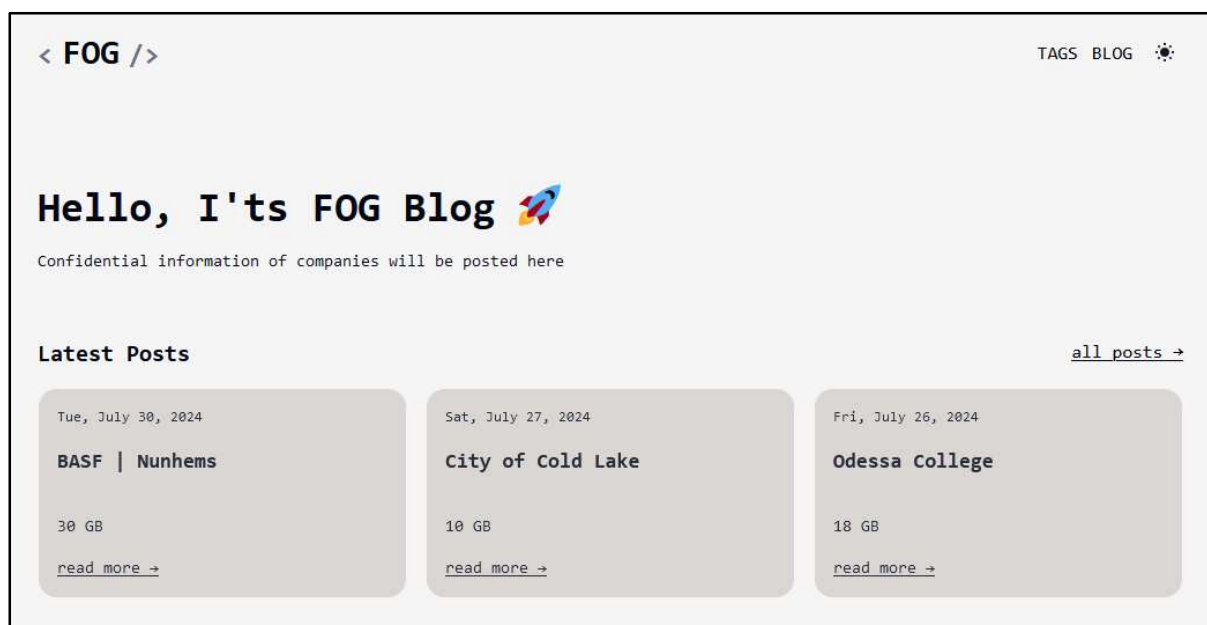 < FOG />
TAGS BLOG
Hello, I'ts FOG Blog 🚀
Confidential information of companies will be posted here
Latest Posts
all posts →
Tue, July 30, 2024
BASF | Nunhems
30 GB
read more →
Sat, July 27, 2024
City of Cold Lake
10 GB
read more →
Fri, July 26, 2024
Odessa College
18 GB
read more →